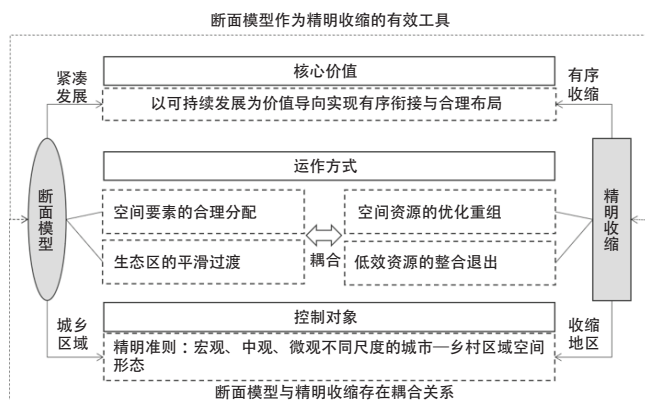 断面模型作为精明收缩的有效工具
紧凑
发展
核心价值
以可持续发展为价值导向实现有序衔接与合理布局
有序
收缩
断面模型
运作方式
空间要素的合理分配
生态区的平滑过渡
耦合
空间资源的优化重组
低效资源的整合退出
精明收缩
城乡
区域
控制对象
精明准则：宏观、中观、微观不同尺度的城市—乡村区域空间
形态
收缩
地区
断面模型与精明收缩存在耦合关系